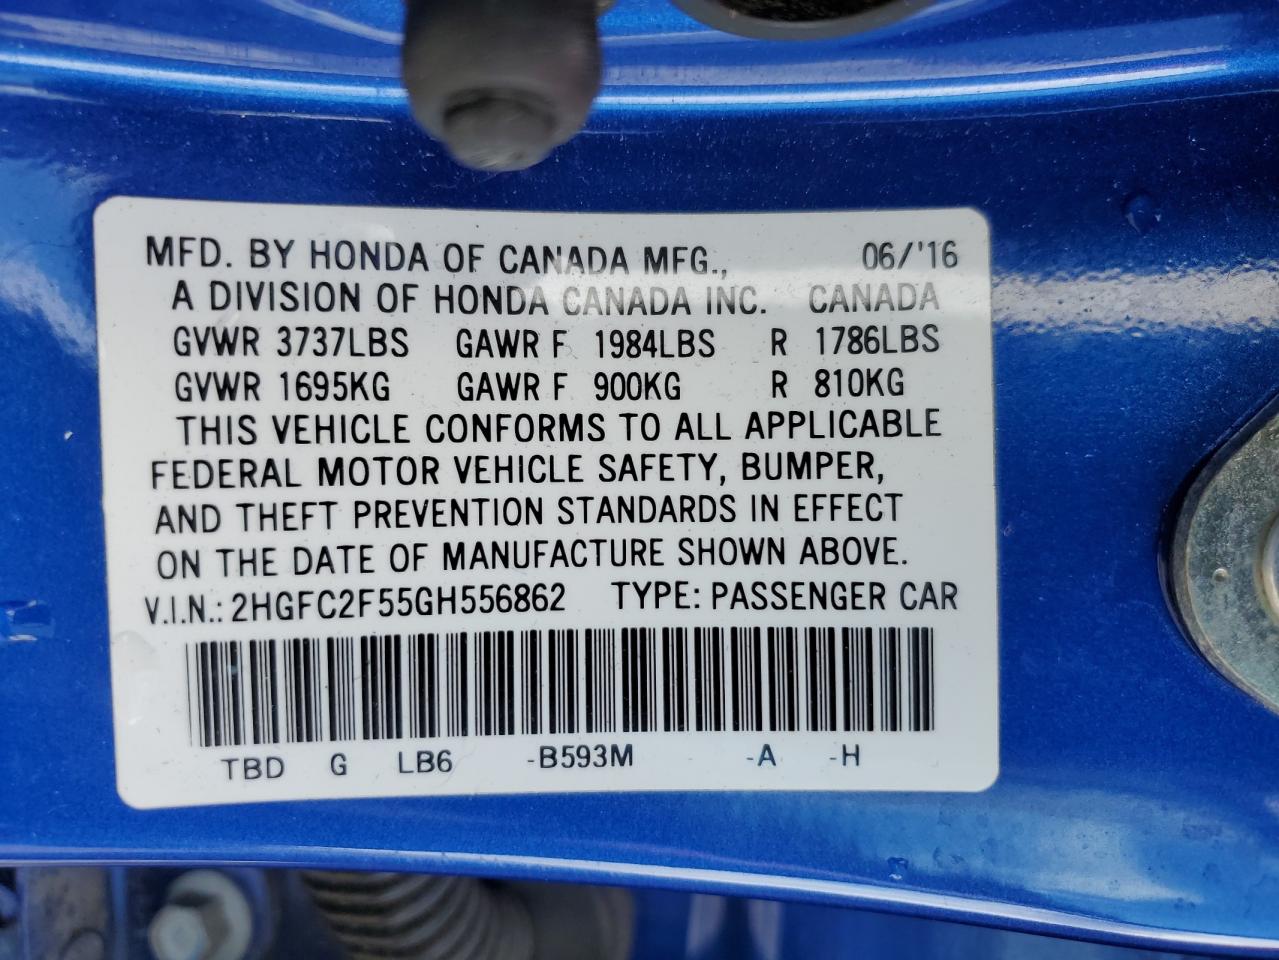 MFD. BY HONDA OF CANADA MFG., 06/'16
A DIVISION OF HONDA CANADA INC. CANADA
GVWR 3737LBS GAWR F 1984LBS R 1786LBS
GVWR 1695KG GAWR F 900KG R 810KG
THIS VEHICLE CONFORMS TO ALL APPLICABLE
FEDERAL MOTOR VEHICLE SAFETY, BUMPER,
AND THEFT PREVENTION STANDARDS IN EFFECT
ON THE DATE OF MANUFACTURE SHOWN ABOVE.
V.I.N.: 2HGFC2F55GH556862 TYPE: PASSENGER CAR
TBD G LB6 -B593M -A -H